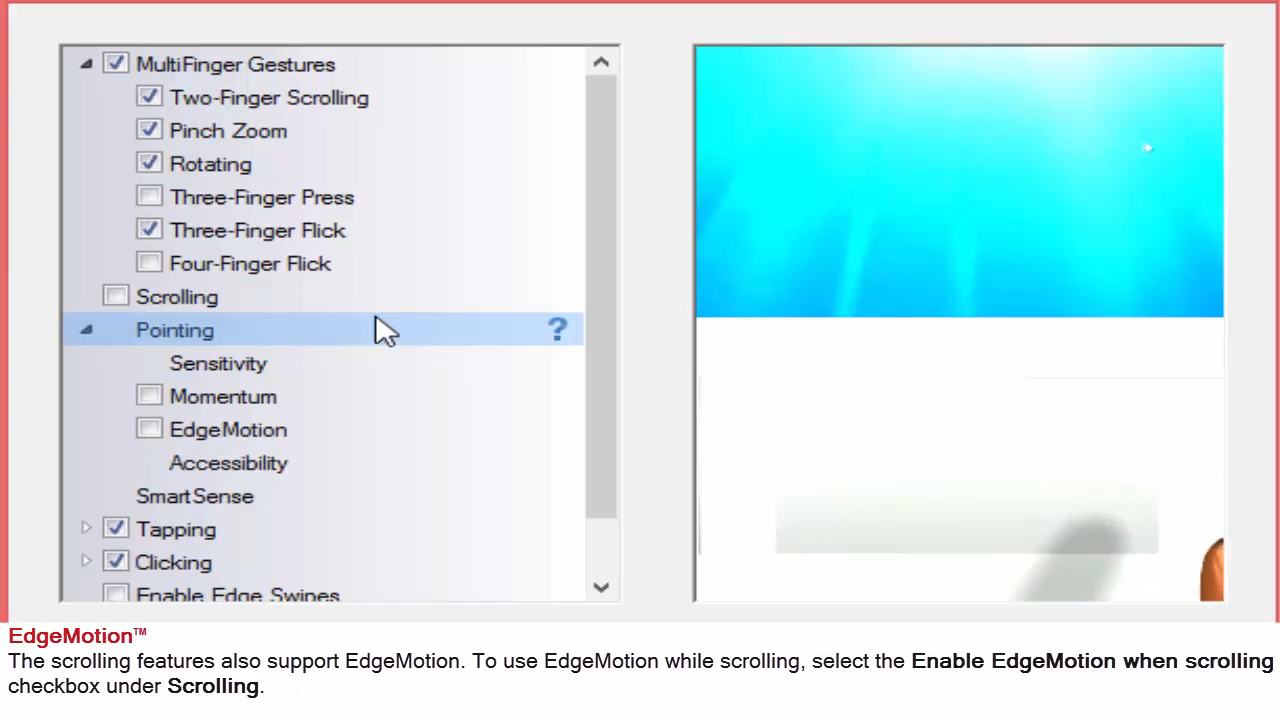 MultiFinger Gestures
Two-Finger Scrolling
Pinch Zoom
Rotating
Three-Finger Press
Three-Finger Flick
Four-Finger Flick
Scrolling
Pointing ?
Sensitivity
Momentum
EdgeMotion
Accessibility
SmartSense
Tapping
Clicking
Enable Edge Swipes
EdgeMotion™
The scrolling features also support EdgeMotion. To use EdgeMotion while scrolling, select the Enable EdgeMotion when scrolling
checkbox under Scrolling.